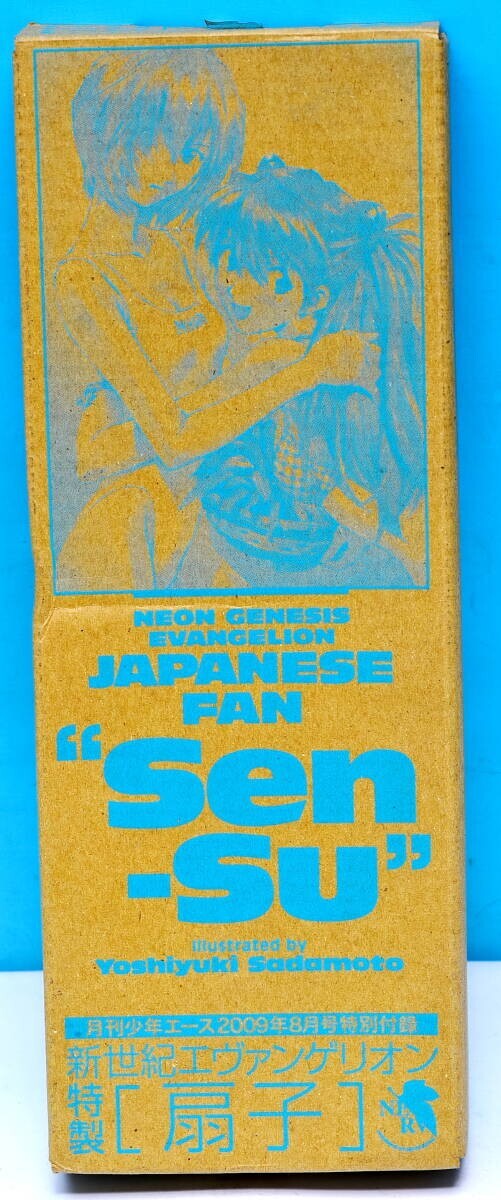 NEON GENESIS
EVANGELION
JAPANESE
FAN
“Sen
-Su”
illustrated by
Yoshiyuki Sadamoto
月刊少年エース2009年8月号特別付録
新世紀エヴァンゲリオン
特製［扇子］
NERV